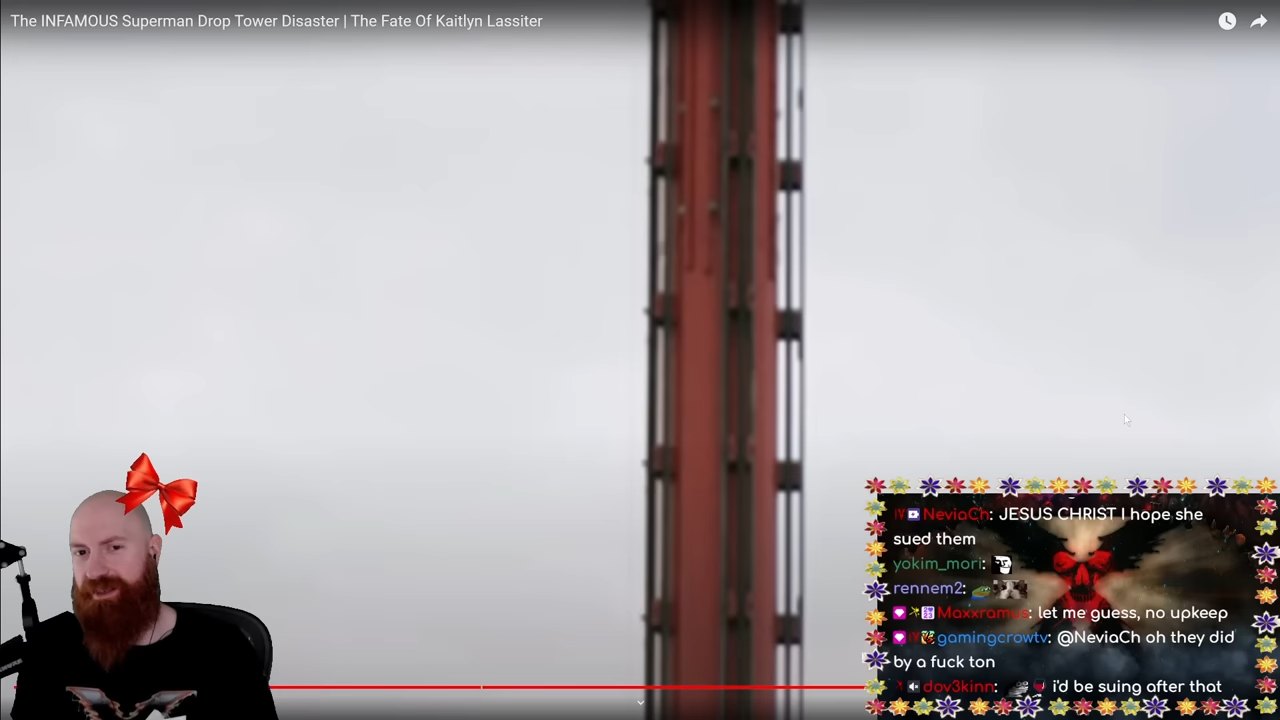 The INFAMOUS Superman Drop Tower Disaster | The Fate Of Kaitlyn Lassiter
NeviaCh: JESUS CHRIST I hope she
sued them
yokim_mori:
rennem2:
Maxxramus: let me guess, no upkeep
gamingcrowtv: @NeviaCh oh they did
by a fuck ton
dov3kinn: i'd be suing after that